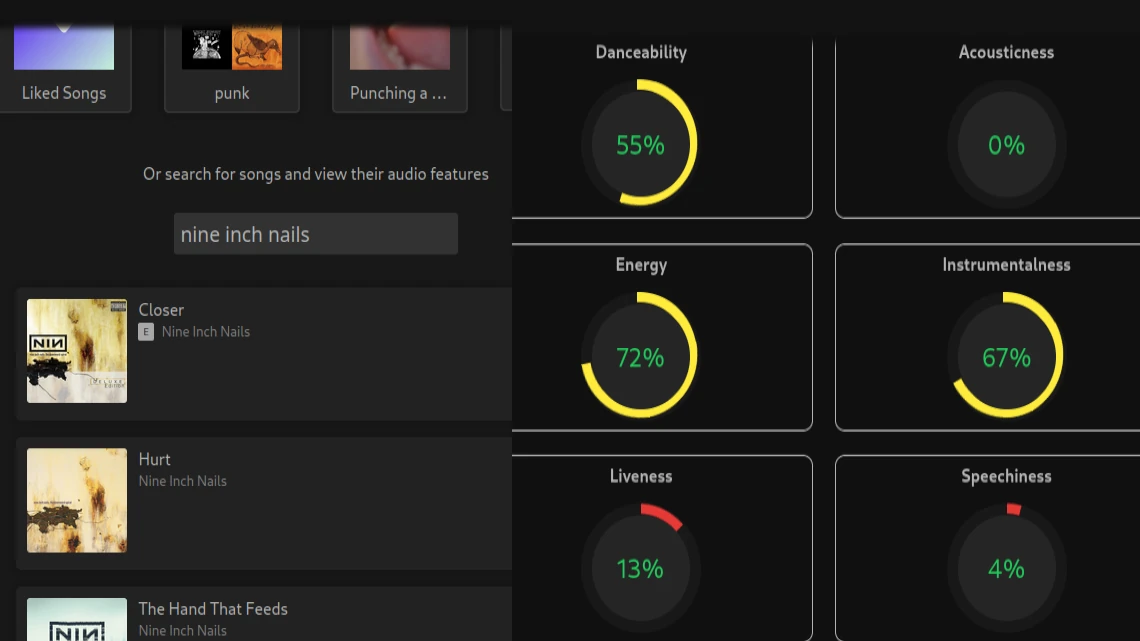 Liked Songs
punk
Punching a ...
Or search for songs and view their audio features
nine inch nails
NIN
Closer
E Nine Inch Nails
Hurt
Nine Inch Nails
NIN
The Hand That Feeds
Nine Inch Nails
Danceability
55%
Acousticness
0%
Energy
72%
Instrumentalness
67%
Liveness
13%
Speechiness
4%